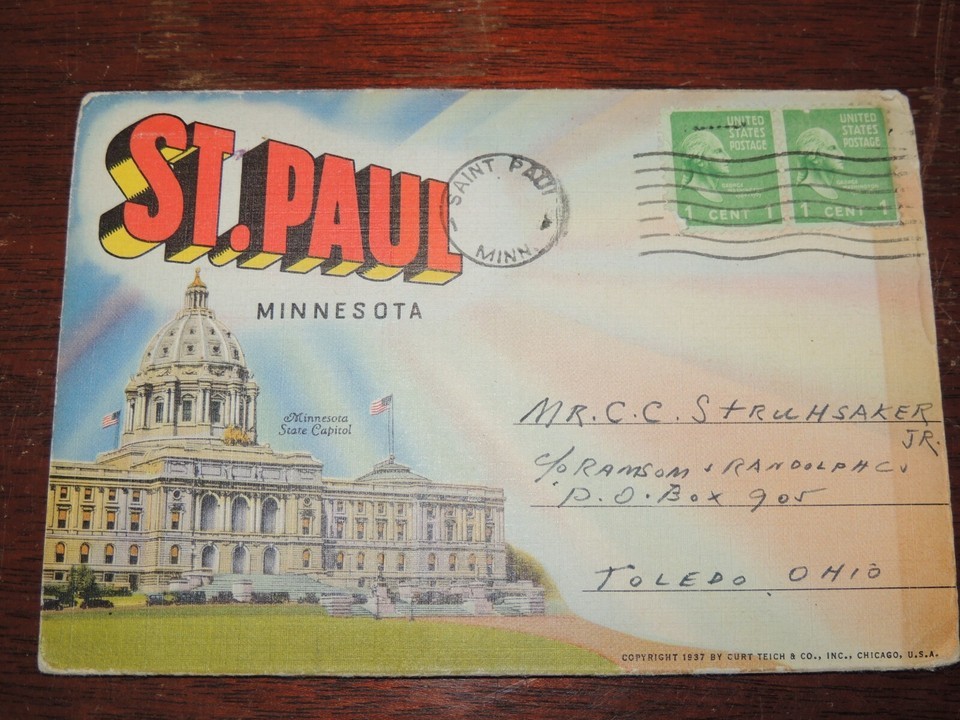 ST. PAUL
MINNESOTA
SAINT PAUL
MINN.
UNITED
STATES
POSTAGE
1 CENT 1
UNITED
STATES
POSTAGE
1 CENT 1
Minnesota
State Capitol
MR. C. C. STRUHSAKER
JR.
C/O RANSOM & RANDOLPH CO
P.O. BOX 905
TOLEDO OHIO
COPYRIGHT 1937 BY CURT TEICH & CO., INC., CHICAGO, U.S.A.